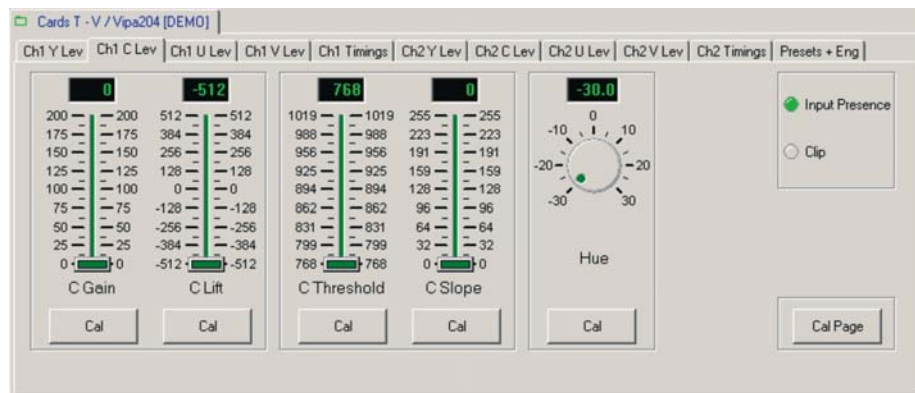 Cards T - V / Vipa204 [DEMO]
Ch1 Y Lev Ch1 C Lev Ch1 U Lev Ch1 V Lev Ch1 Timings Ch2 Y Lev Ch2 C Lev Ch2 U Lev Ch2 V Lev Ch2 Timings Presets + Eng
0 -512 768 0 -30.0
200 200 512 512 1019 1019 255 255
175 175 384 384 988 988 223 223
150 150 256 256 956 956 191 191
125 125 128 128 925 925 159 159
100 100 0 0 894 894 128 128
75 75 -128 -128 862 862 96 96
50 50 -256 -256 831 831 64 64
25 25 -384 -384 799 799 32 32
0 0 -512 -512 768 768 0 0
C Gain C Lift C Threshold C Slope
Cal Cal Cal Cal
0
-10 10
-20 20
-30 30
Hue
Cal
Input Presence
Clip
Cal Page